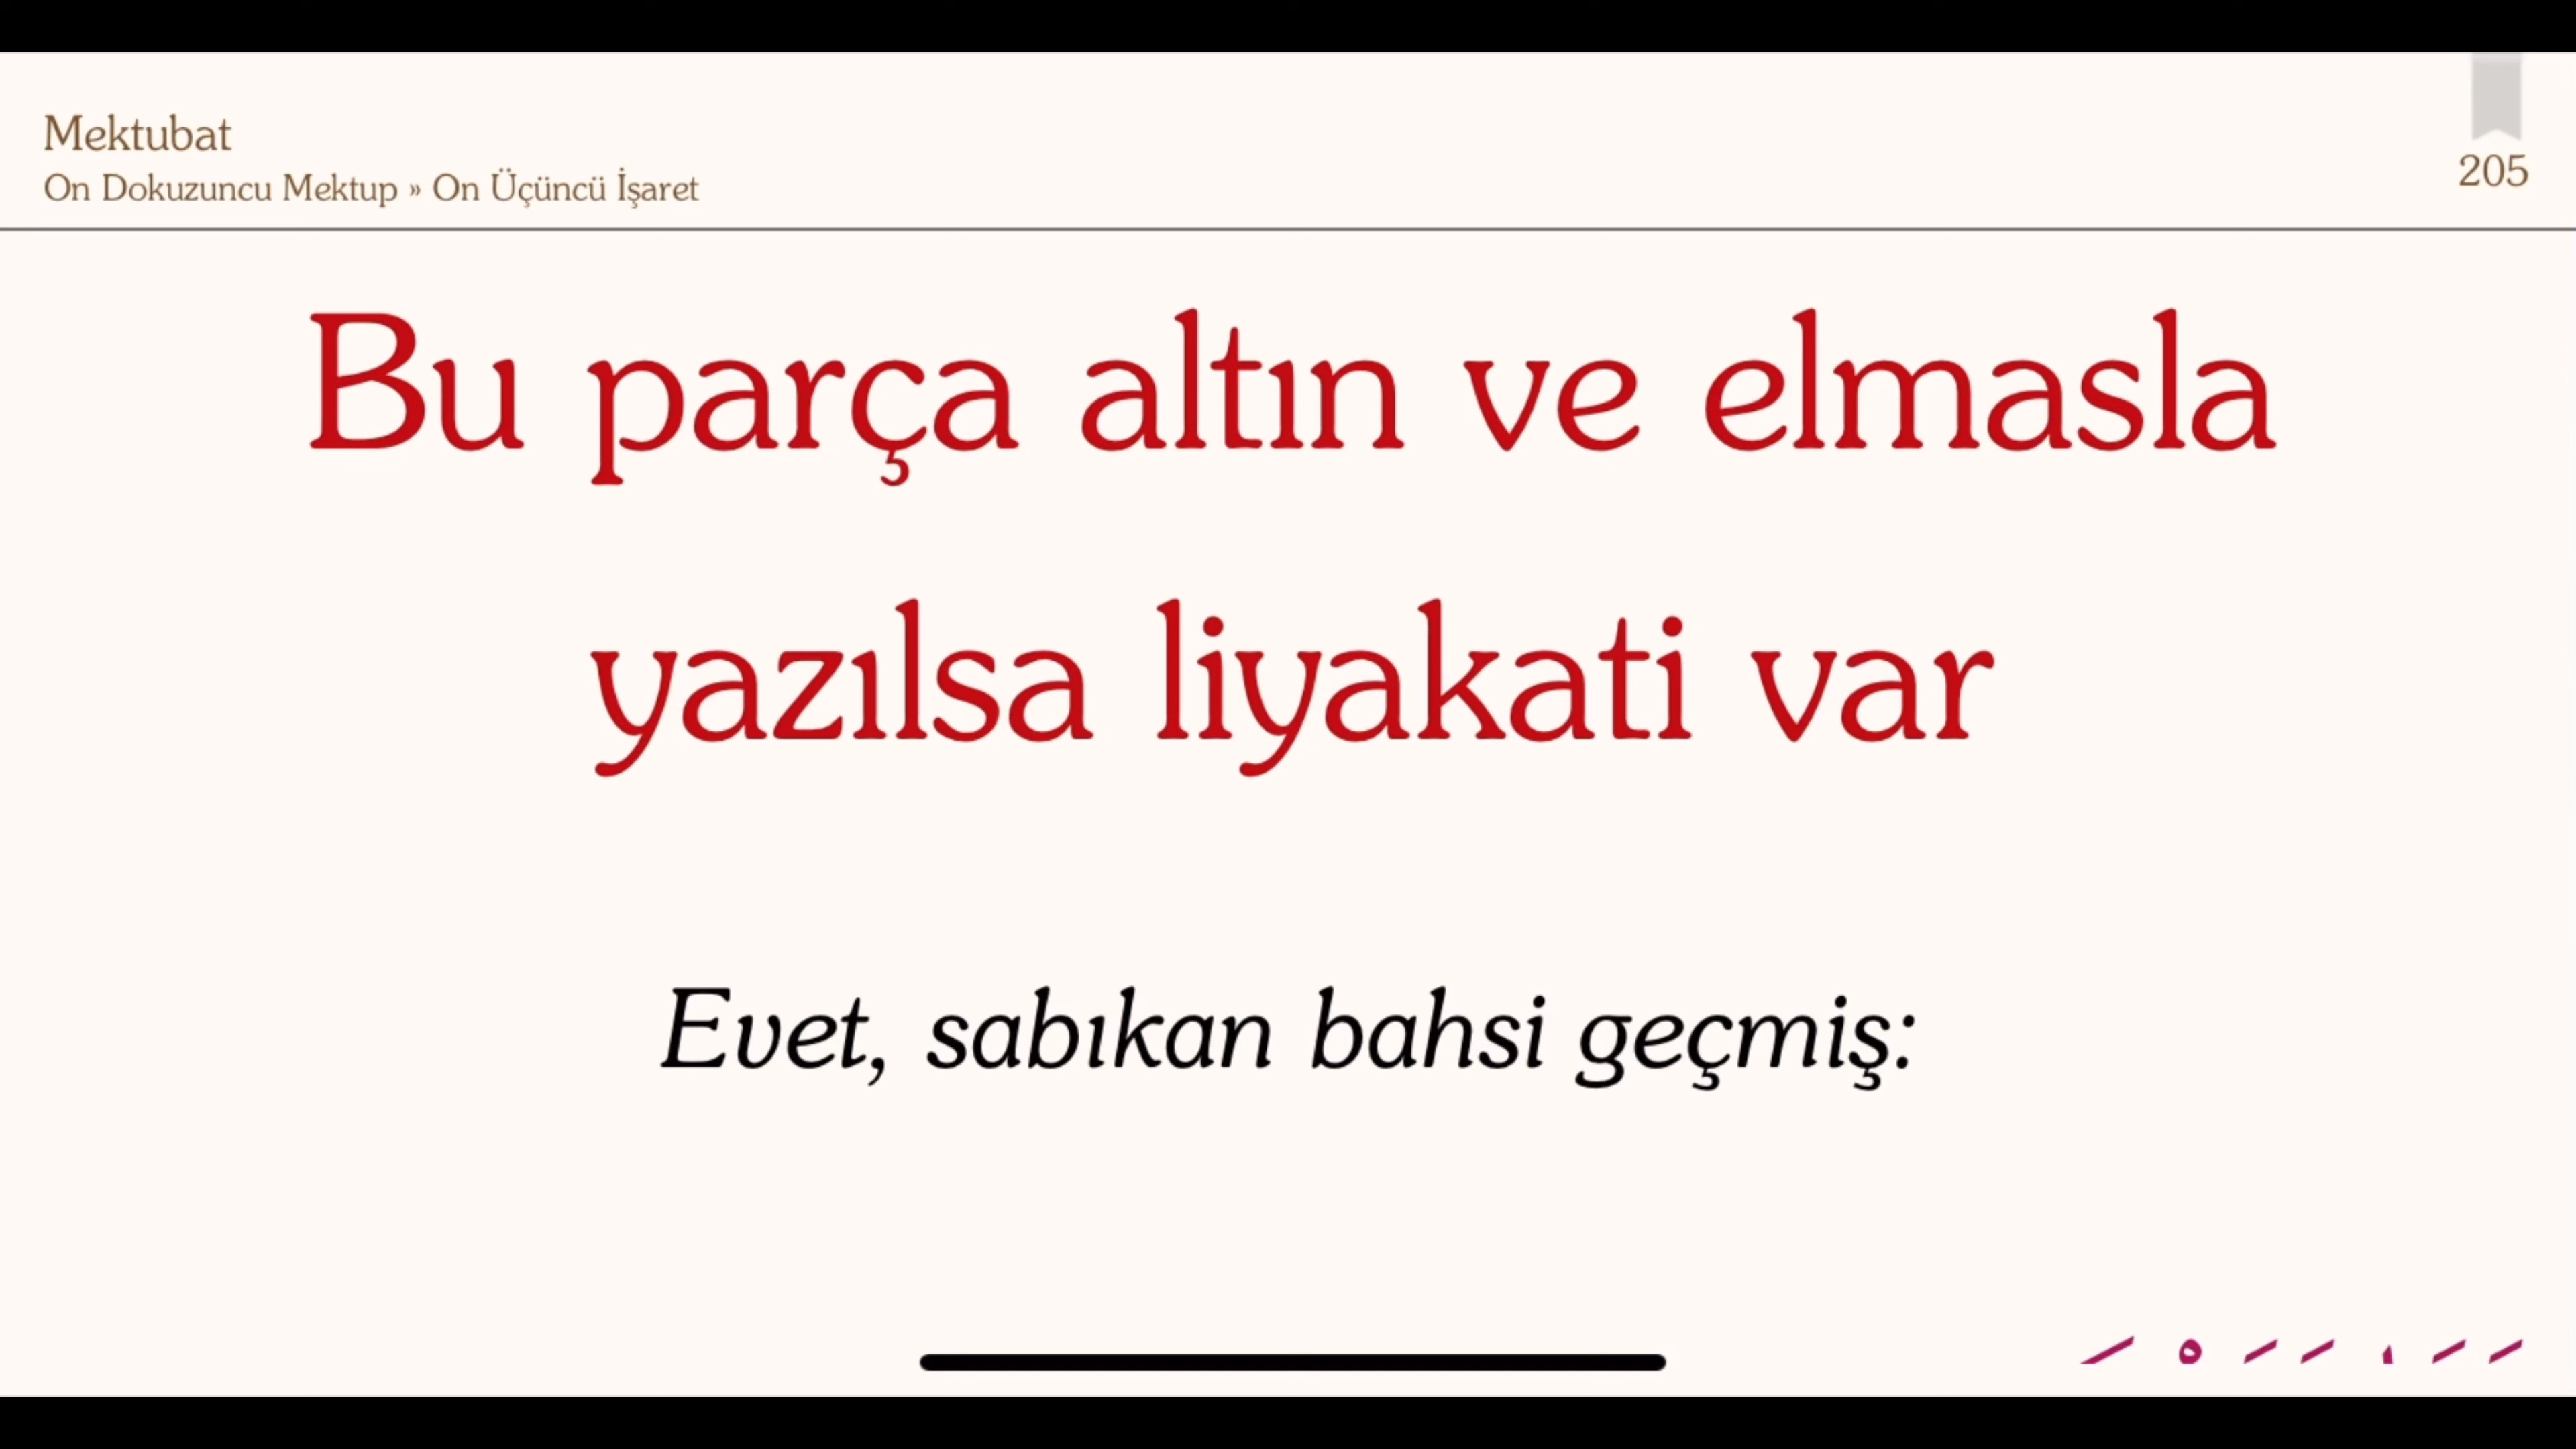 Mektubat
On Dokuzuncu Mektup » On Üçüncü İşaret
205
Bu parça altın ve elmasla
yazılsa liyakati var
Evet, sabıkan bahsi geçmiş: